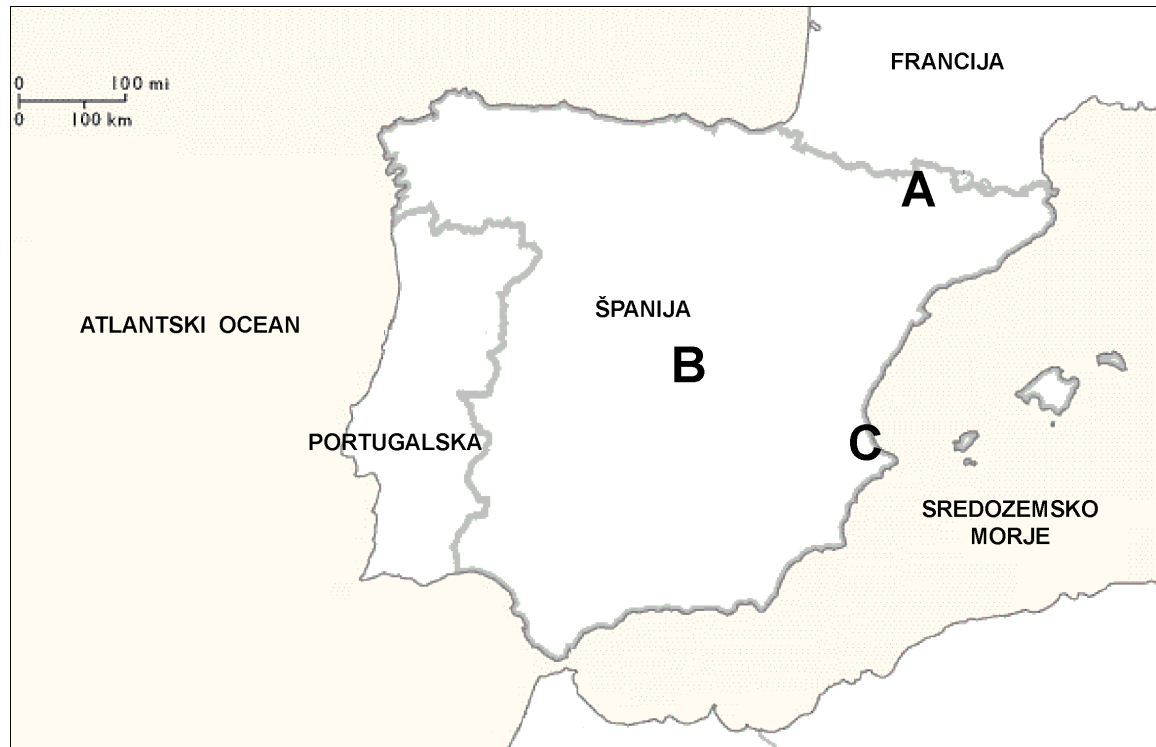 FRANCIJA
0 100 mi
0 100 km
A
ŠPANIJA
ATLANTSKI OCEAN
B
PORTUGALSKA
C
SREDOZEMSKO
MORJE